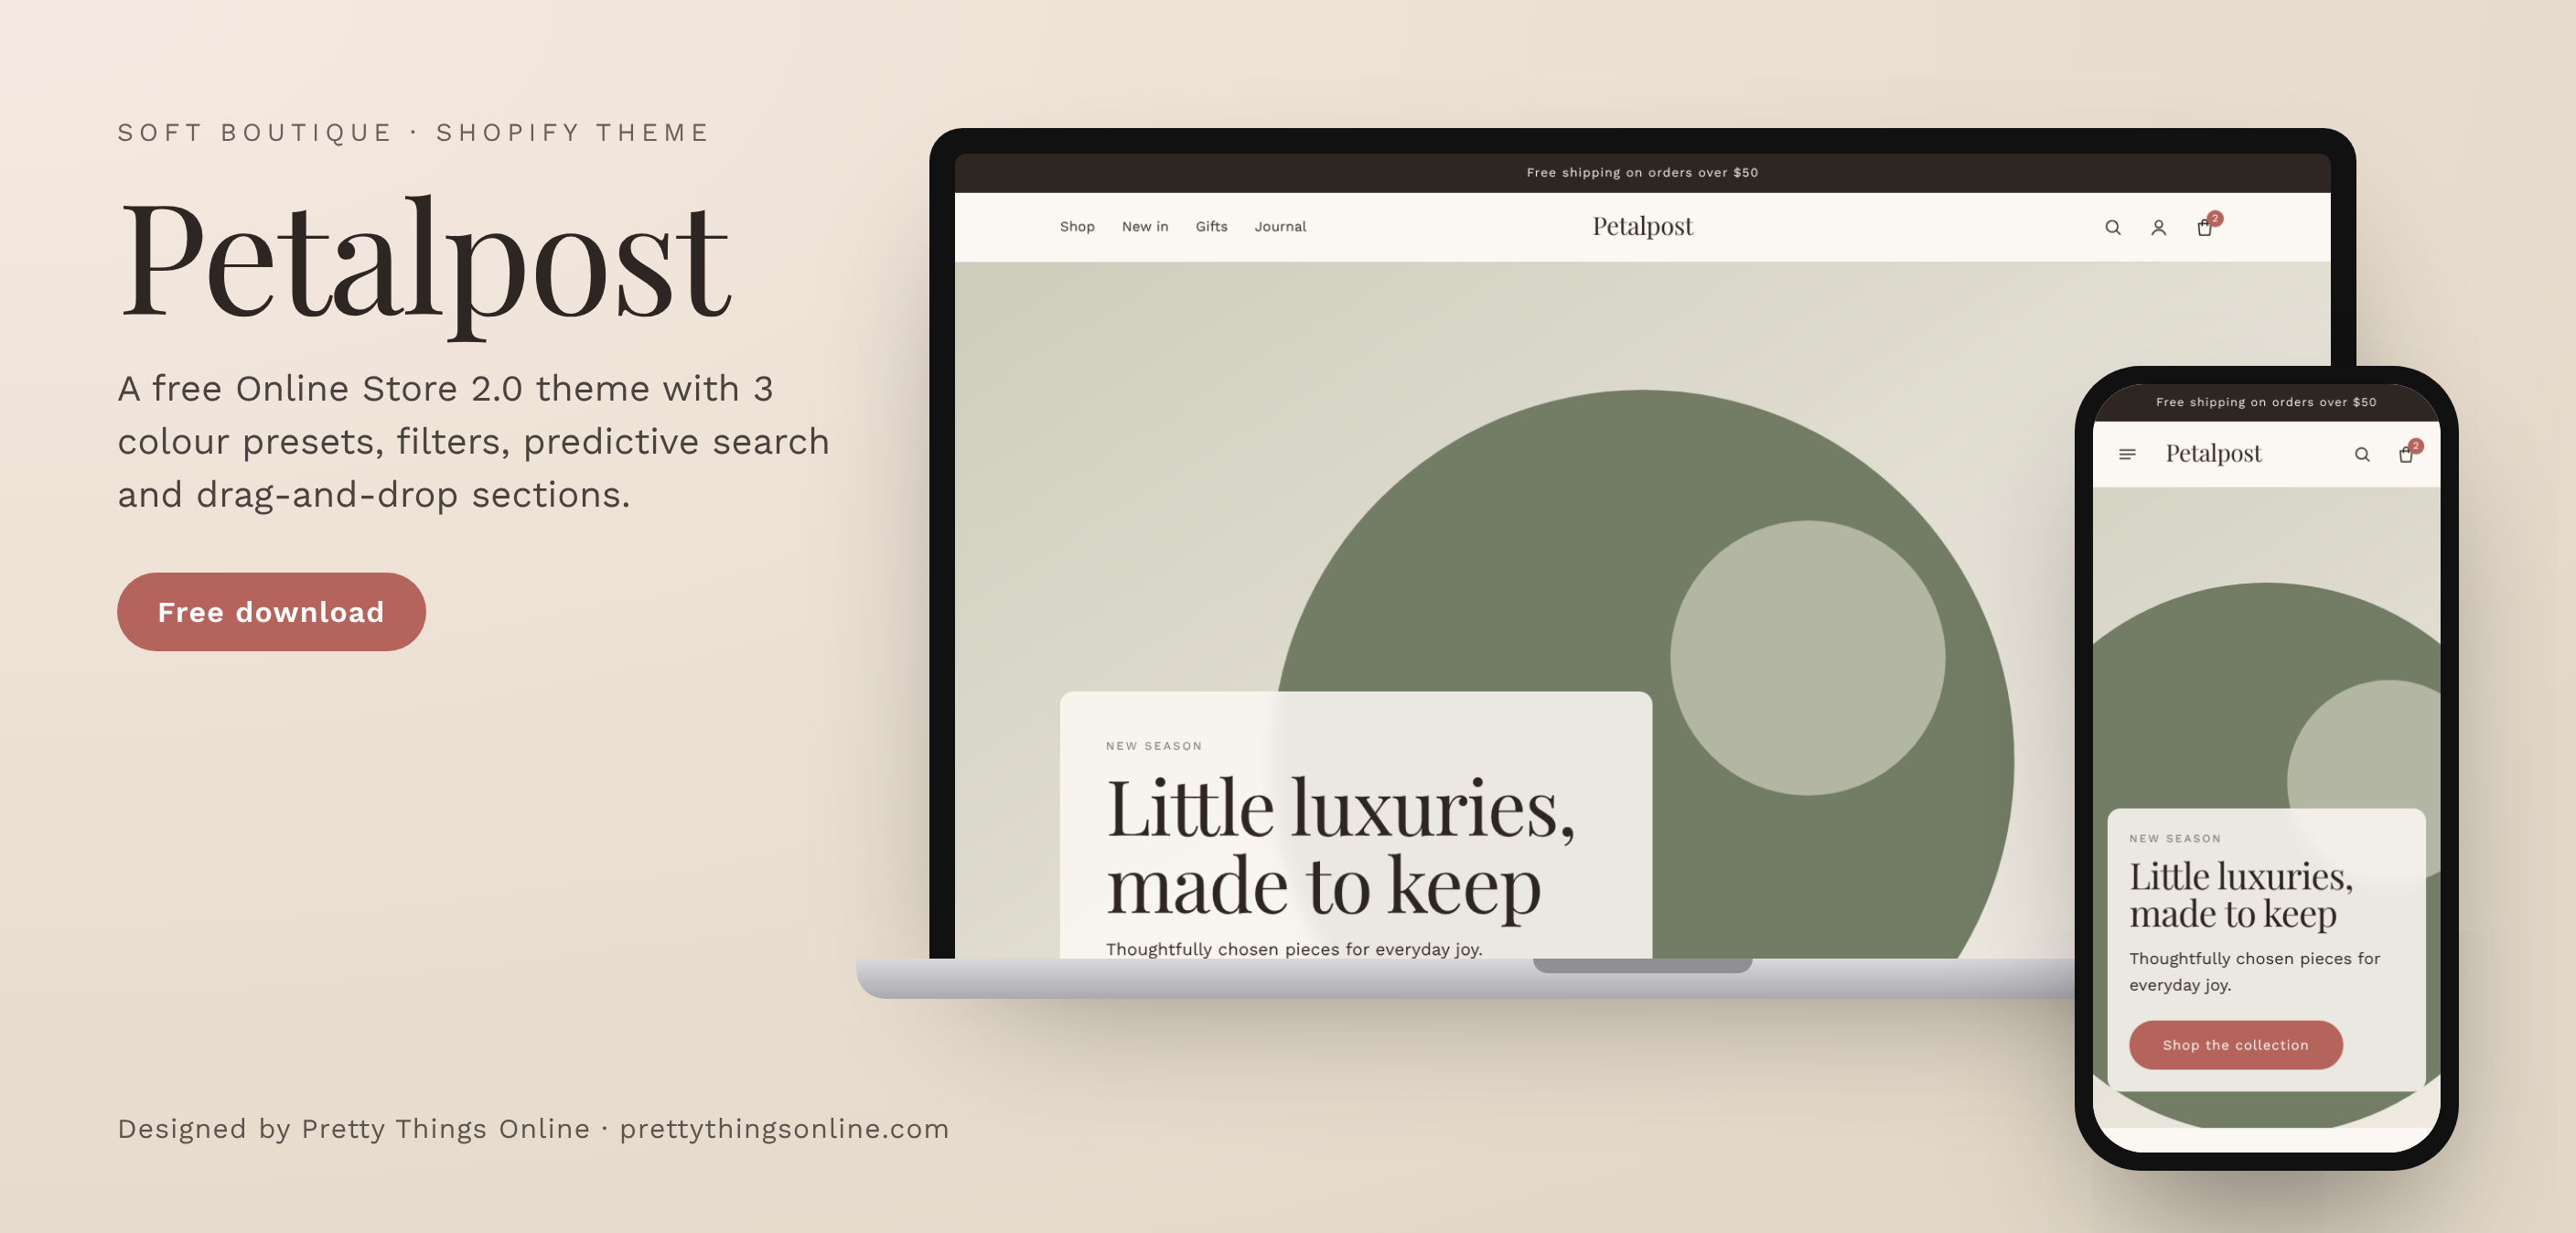 SOFT BOUTIQUE · SHOPIFY THEME
Petalpost
A free Online Store 2.0 theme with 3
colour presets, filters, predictive search
and drag-and-drop sections.
Free download
Designed by Pretty Things Online · prettythingsonline.com
Free shipping on orders over $50
Shop New in Gifts Journal
Petalpost
2
NEW SEASON
Little luxuries,
made to keep
Thoughtfully chosen pieces for everyday joy.
Free shipping on orders over $50
Petalpost
2
NEW SEASON
Little luxuries,
made to keep
Thoughtfully chosen pieces for
everyday joy.
Shop the collection